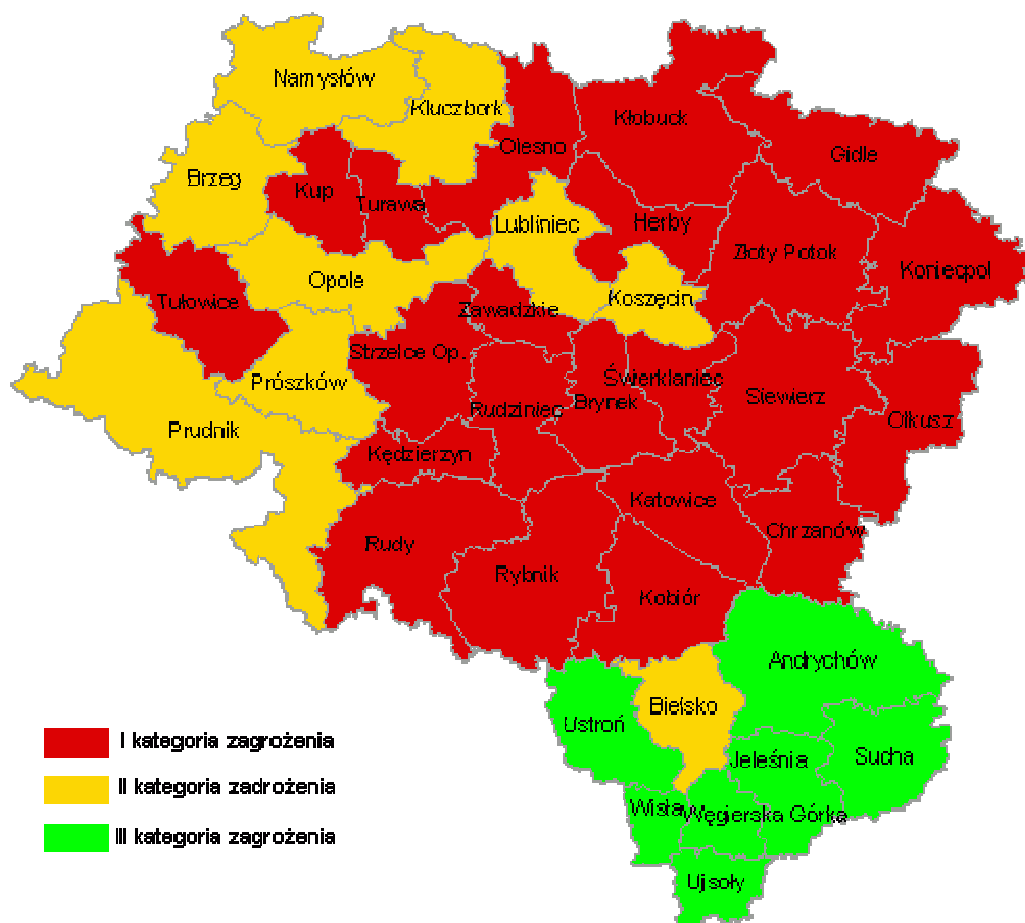 Namysłów
Kluczbork
Kłobuck
Olesno
Gidle
Brzeg
Kup
Turawa
Lubliniec
Herby
Złoty Potok
Koniecpol
Opole
Tułowice
Koszęcin
Zawadzkie
Strzelce Op.
Prószków
Świerklaniec
Rudziniec
Brynek
Siewierz
Olkusz
Prudnik
Kędzierzyn
Katowice
Chrzanów
Rudy
Rybnik
Kobiór
Andrychów
Bielsko
Ustroń
Jeleśnia
Sucha
Wisła
Węgierska Górka
Ujsoły
I kategoria zagrożenia
II kategoria zadrożenia
III kategoria zagrożenia